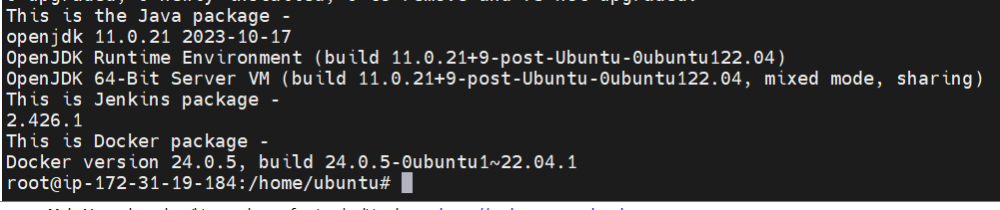 This is the Java package -
openjdk 11.0.21 2023-10-17
OpenJDK Runtime Environment (build 11.0.21+9-post-Ubuntu-0ubuntu122.04)
OpenJDK 64-Bit Server VM (build 11.0.21+9-post-Ubuntu-0ubuntu122.04, mixed mode, sharing)
This is Jenkins package -
2.426.1
This is Docker package -
Docker version 24.0.5, build 24.0.5-0ubuntu1~22.04.1
root@ip-172-31-19-184:/home/ubuntu#